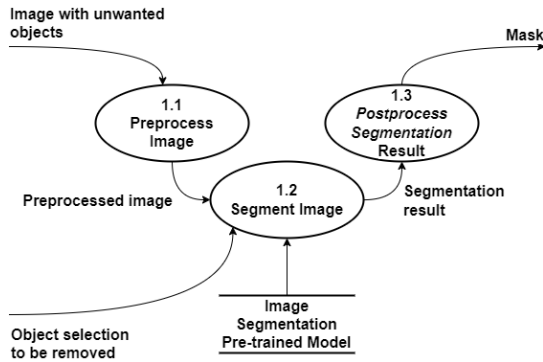 Image with unwanted
objects
Mask
1.1
Preprocess
Image
1.3
Postprocess
Segmentation
Result
Preprocessed image
1.2
Segment Image
Segmentation
result
Object selection
to be removed
Image
Segmentation
Pre-trained Model